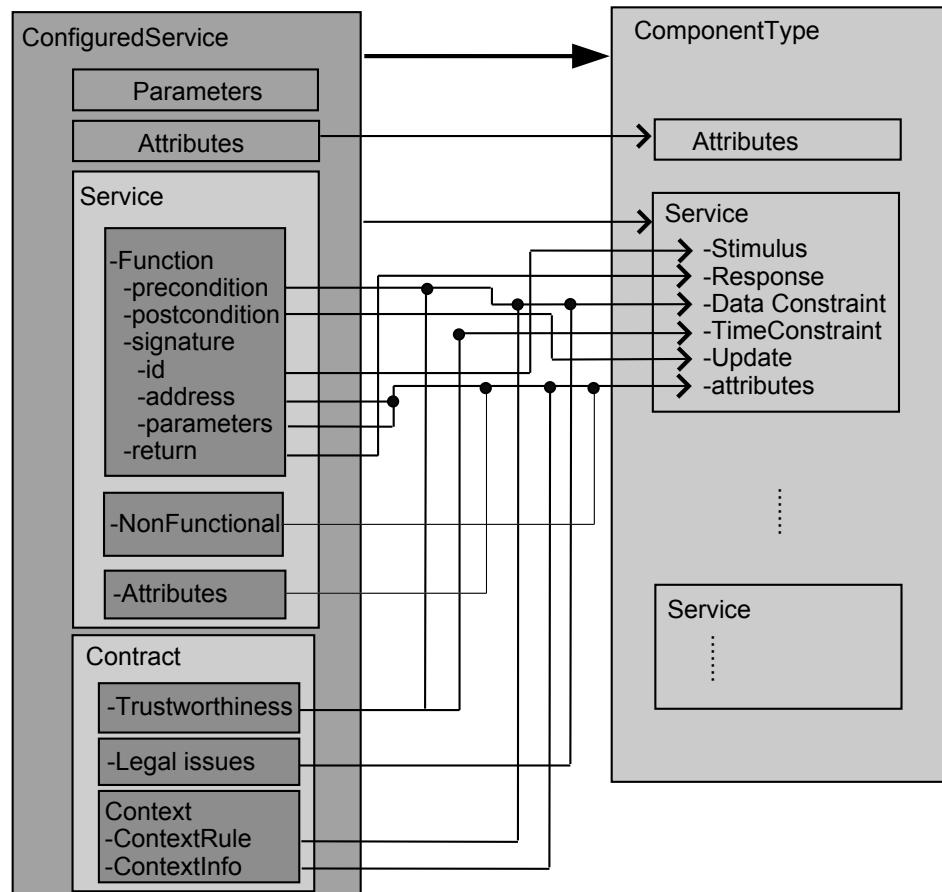 ConfiguredService
Parameters
Attributes
Service
-Function
-precondition
-postcondition
-signature
-id
-address
-parameters
-return
-NonFunctional
-Attributes
Contract
-Trustworthiness
-Legal issues
Context
-ContextRule
-ContextInfo
ComponentType
Attributes
Service
-Stimulus
-Response
-Data Constraint
-TimeConstraint
-Update
-attributes
Service